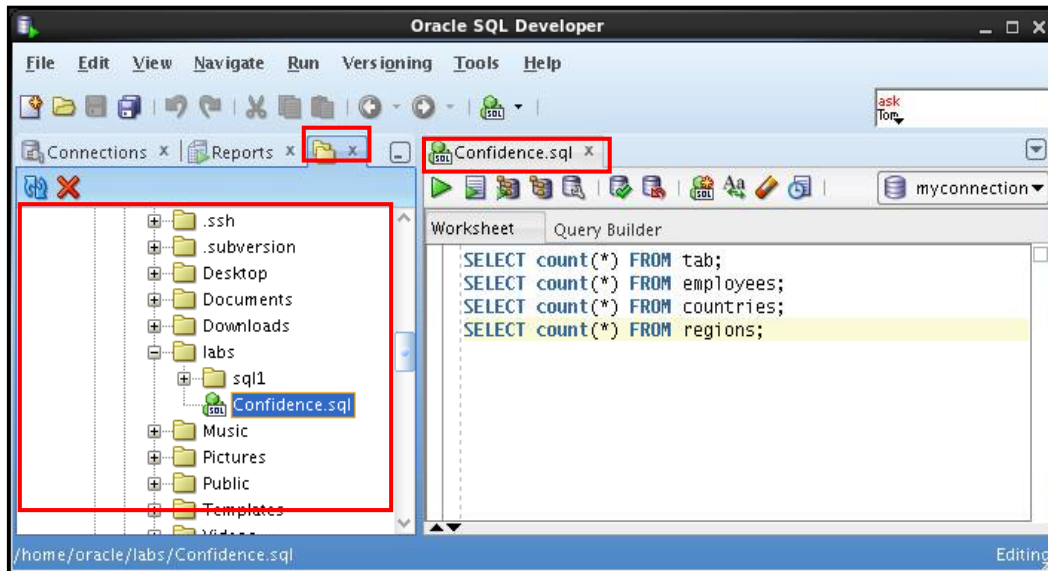 Oracle SQL Developer
File Edit View Navigate Run Versioning Tools Help
SQL
ask
Tom
Connections Reports
Confidence.sql
myconnection
Worksheet Query Builder
.ssh
.subversion
Desktop
Documents
Downloads
labs
sql1
Confidence.sql
Music
Pictures
Public
Templates
Videos
SELECT count(*) FROM tab;
SELECT count(*) FROM employees;
SELECT count(*) FROM countries;
SELECT count(*) FROM regions;
/home/oracle/labs/Confidence.sql
Editing